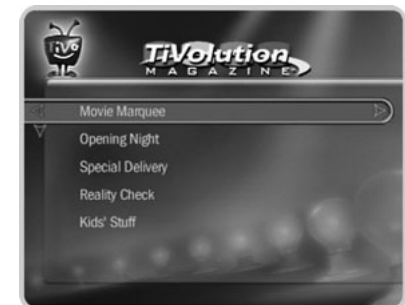 TiVo
TiVolution
MAGAZINE
Movie Marquee
Opening Night
Special Delivery
Reality Check
Kids' Stuff